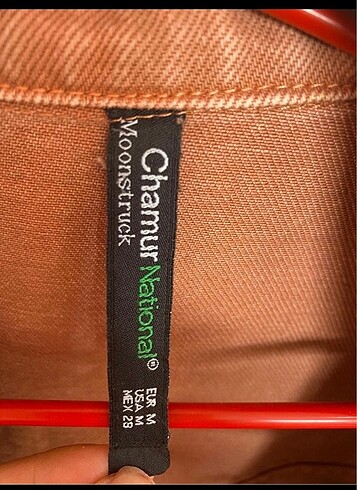 Moonstruck
Chamur National®
EUR M
USA M
MEX 28